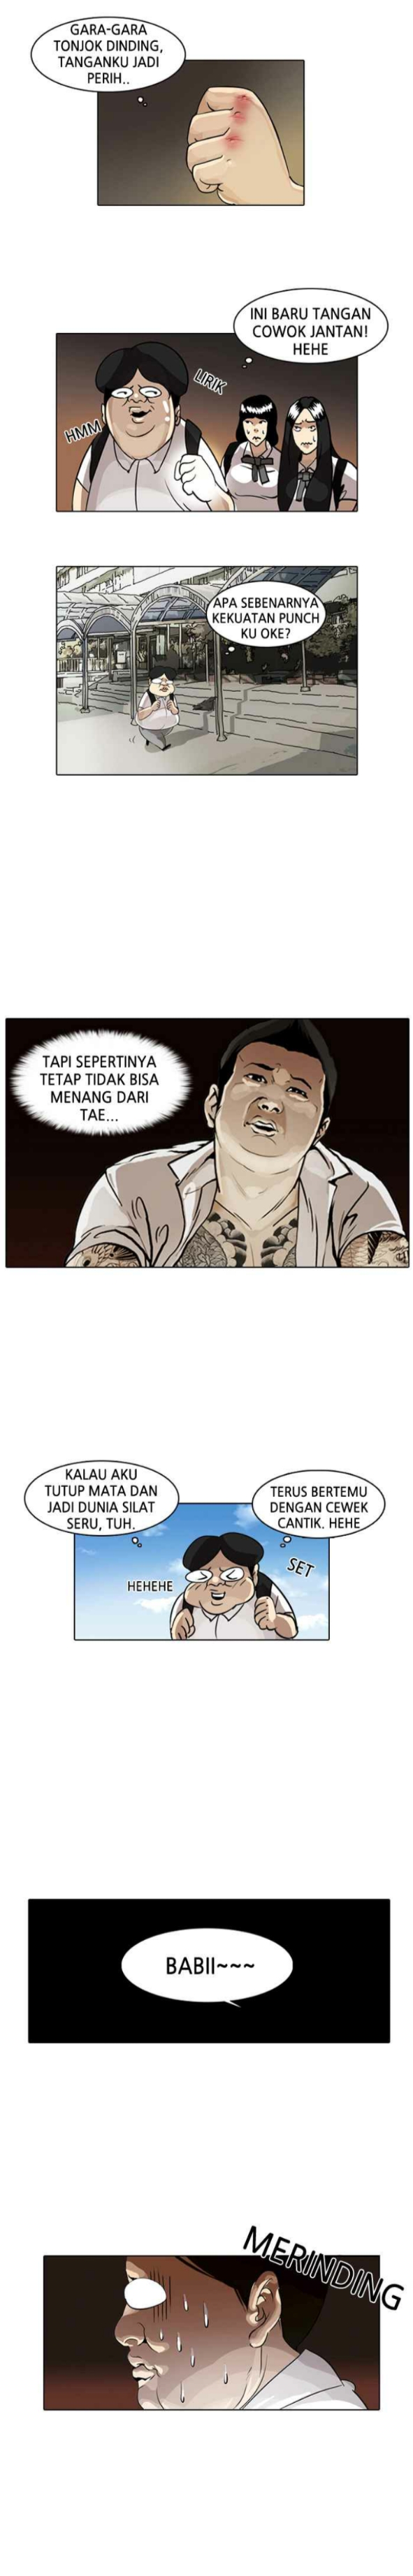 GARA-GARA
TONJOK DINDING,
TANGANKU JADI
PERIH..
INI BARU TANGAN
COWOK JANTAN!
HEHE
LIRIK
HMM
APA SEBENARNYA
KEKUATAN PUNCH
KU OKE?
TAPI SEPERTINYA
TETAP TIDAK BISA
MENANG DARI
TAE...
KALAU AKU
TUTUP MATA DAN
JADI DUNIA SILAT
SERU, TUH.
TERUS BERTEMU
DENGAN CEWEK
CANTIK. HEHE
SET
HEHEHE
BABII~~~
MERINDING